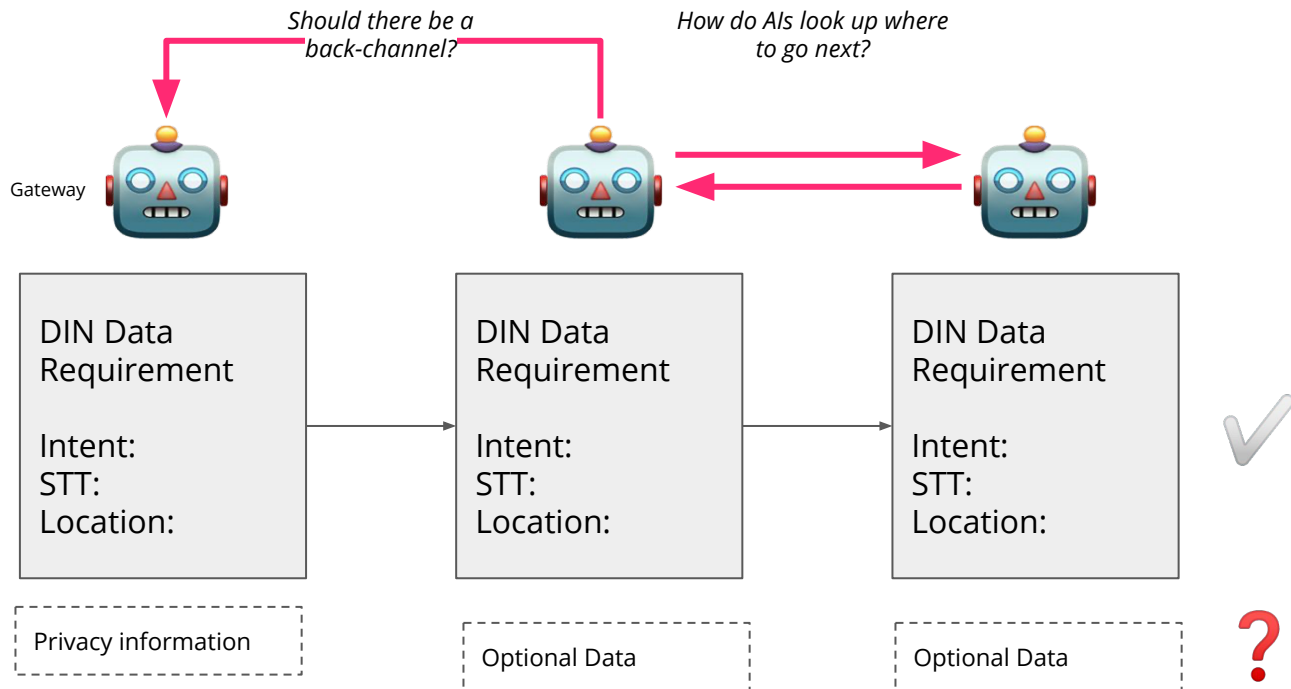 Should there be a
back-channel?
How do AIs look up where
to go next?
Gateway
DIN Data
Requirement
Intent:
STT:
Location:
DIN Data
Requirement
Intent:
STT:
Location:
DIN Data
Requirement
Intent:
STT:
Location:
Privacy information
Optional Data
Optional Data